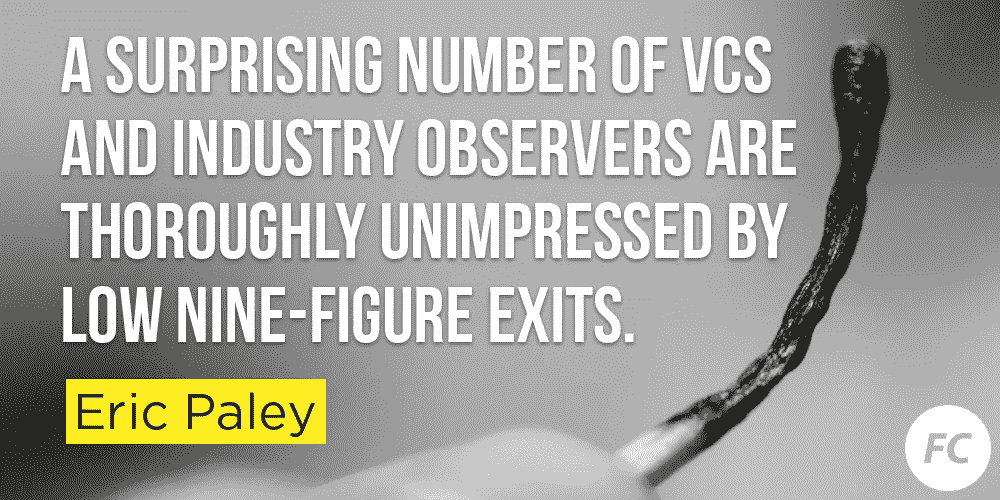 A SURPRISING NUMBER OF VCS
AND INDUSTRY OBSERVERS ARE
THOROUGHLY UNIMPRESSED BY
LOW NINE-FIGURE EXITS.
Eric Paley
FC